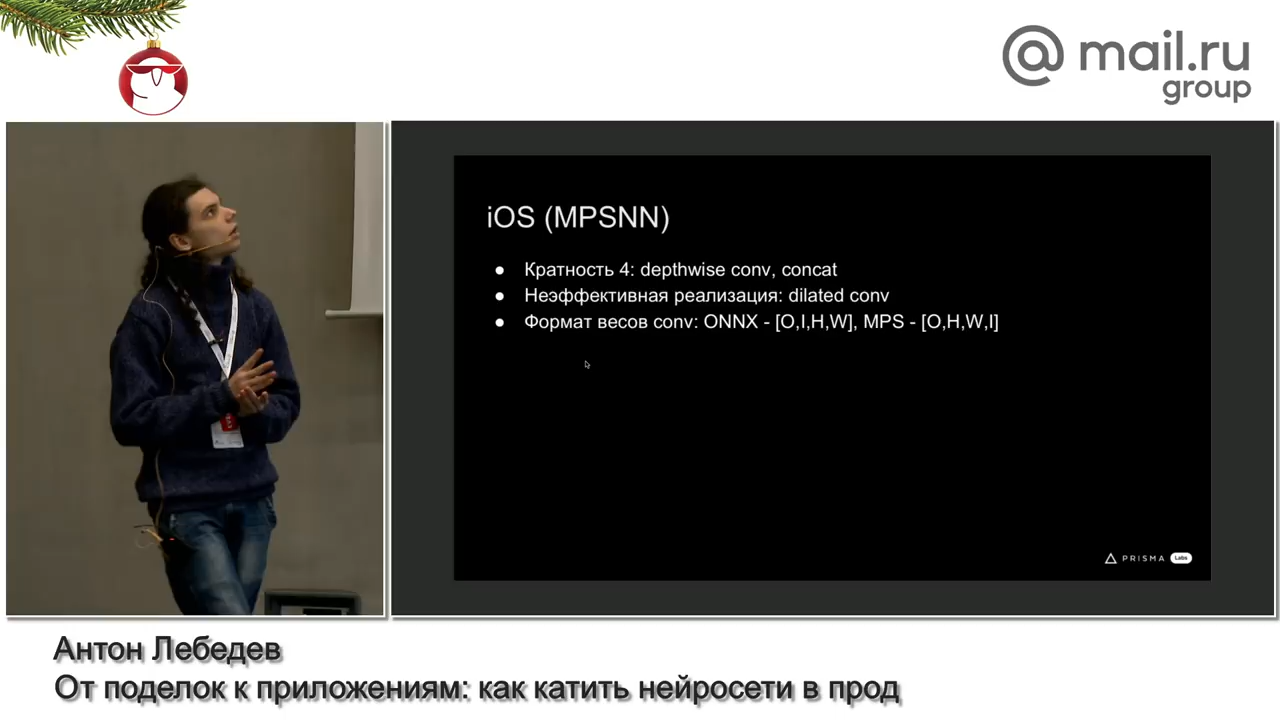 @mail.ru
group
iOS (MPSNN)
● Кратность 4: depthwise conv, concat
● Неэффективная реализация: dilated conv
● Формат весов conv: ONNX - [O,I,H,W], MPS - [O,H,W,I]
PRISMA Labs
Антон Лебедев
От поделок к приложениям: как катить нейросети в прод